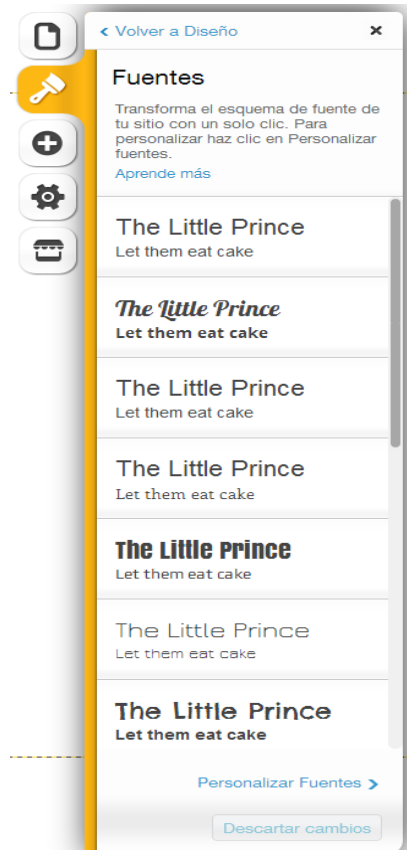 Volver a Diseño
Fuentes
Transforma el esquema de fuente de
tu sitio con un solo clic. Para
personalizar haz clic en Personalizar
fuentes.
Aprende más
The Little Prince
Let them eat cake
The Little Prince
Let them eat cake
The Little Prince
Let them eat cake
The Little Prince
Let them eat cake
The Little Prince
Let them eat cake
The Little Prince
Let them eat cake
The Little Prince
Let them eat cake
Personalizar Fuentes
Descartar cambios